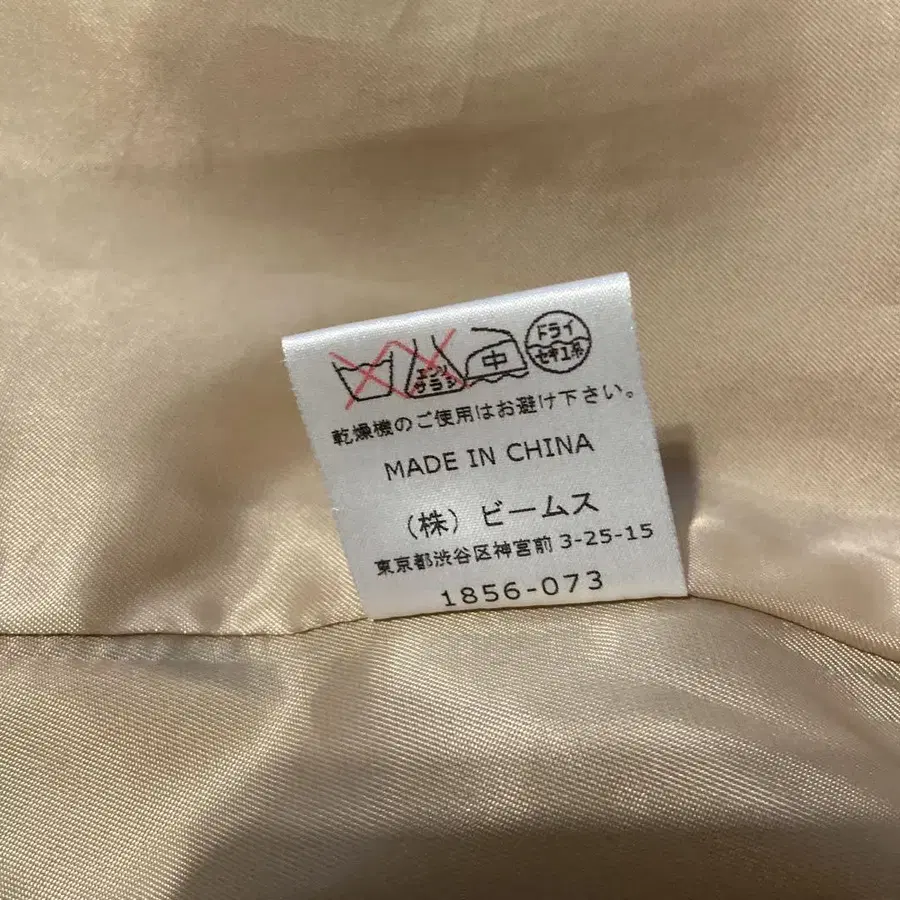 エンソ
サラシ
中
ドライ
セキユ系
乾燥機のご使用はお避け下さい。
MADE IN CHINA
（株）ビームス
東京都渋谷区神宮前 3-25-15
1856-073